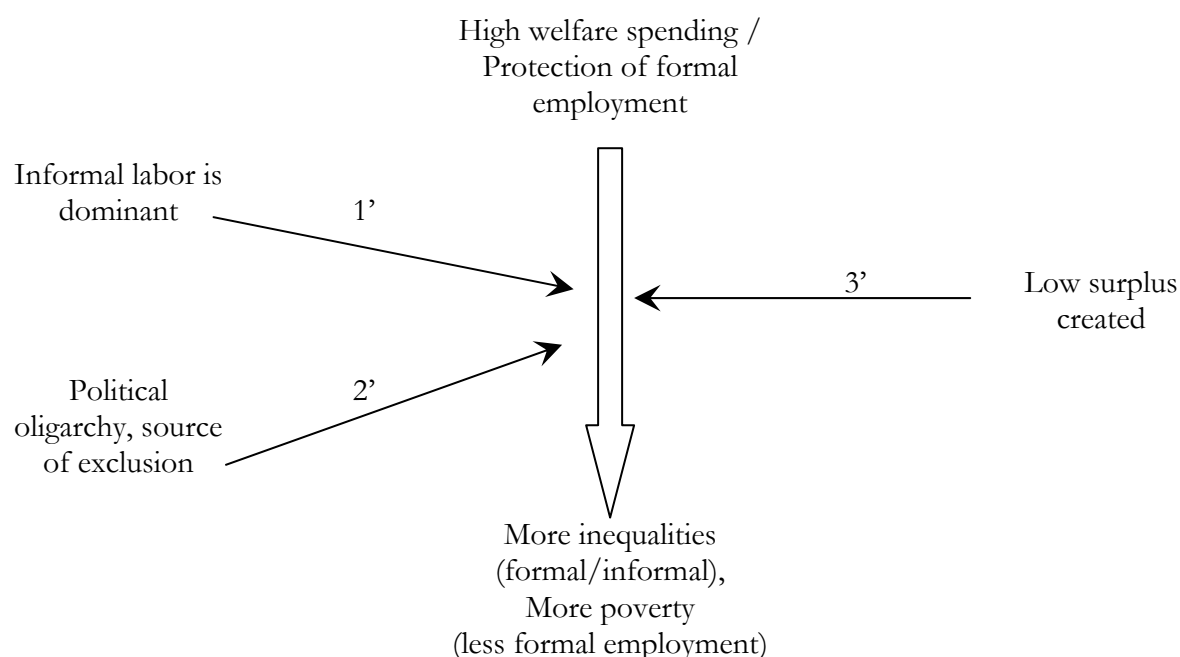 High welfare spending /
Protection of formal
employment
Informal labor is
dominant
1’
3’
Low surplus
created
Political
oligarchy, source
of exclusion
2’
More inequalities
(formal/informal),
More poverty
(less formal employment)